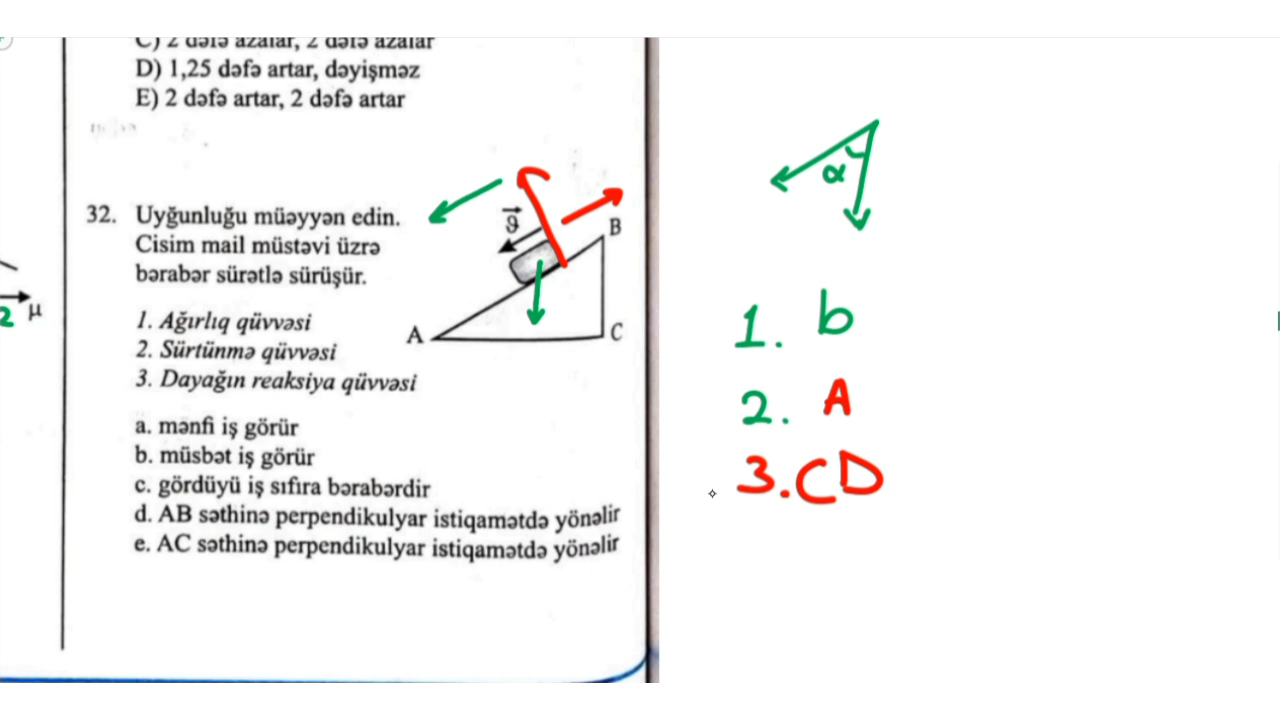 C) 2 dəfə azalar, 2 dəfə azalar
D) 1,25 dəfə artar, dəyişməz
E) 2 dəfə artar, 2 dəfə artar
32. Uyğunluğu müəyyən edin.
Cisim mail müstəvi üzrə
bərabər sürətlə sürüşür.
1. Ağırlıq qüvvəsi
2. Sürtünmə qüvvəsi
3. Dayağın reaksiya qüvvəsi
a. mənfi iş görür
b. müsbət iş görür
c. gördüyü iş sıfıra bərabərdir
d. AB səthinə perpendikulyar istiqamətdə yönəlir
e. AC səthinə perpendikulyar istiqamətdə yönəlir
ϑ
B
A
C
2 μ
α
1. b
2. A
3. CD